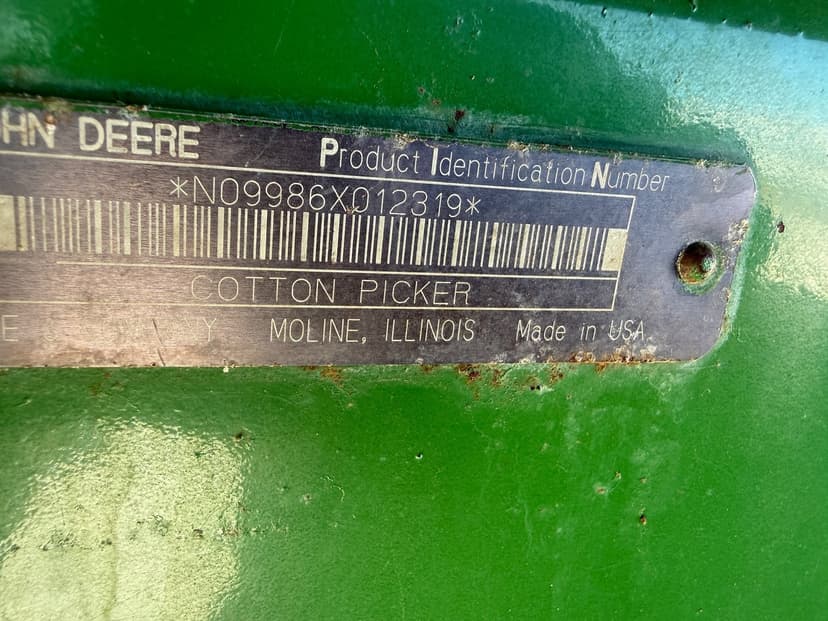 HN DEERE
Product Identification Number
*N09986X012319*
COTTON PICKER
MOLINE, ILLINOIS Made in USA